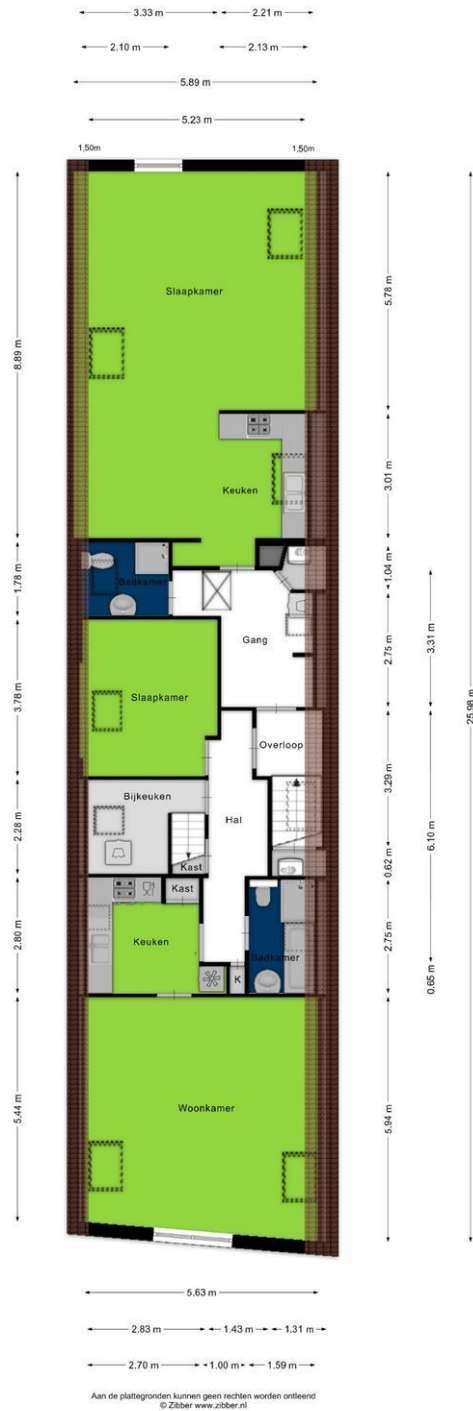 3.33 m 2.21 m
2.10 m 2.13 m
5.89 m
5.23 m
1,50m 1,50m
Slaapkamer
8.89 m
5.78 m
Keuken
3.01 m
25.98 m
Badkamer
1.78 m
1.04 m
Gang
2.75 m
3.31 m
Slaapkamer
3.78 m
Overloop
3.29 m
Bijkeuken
Hal
2.28 m
6.10 m
Kast
0.62 m
Kast
Keuken
2.80 m
Badkamer
2.75 m
K
0.65 m
Woonkamer
5.44 m
5.94 m
5.63 m
2.83 m 1.43 m 1.31 m
2.70 m 1.00 m 1.59 m
Aan de plattegronden kunnen geen rechten worden ontleend
© Zibber www.zibber.nl